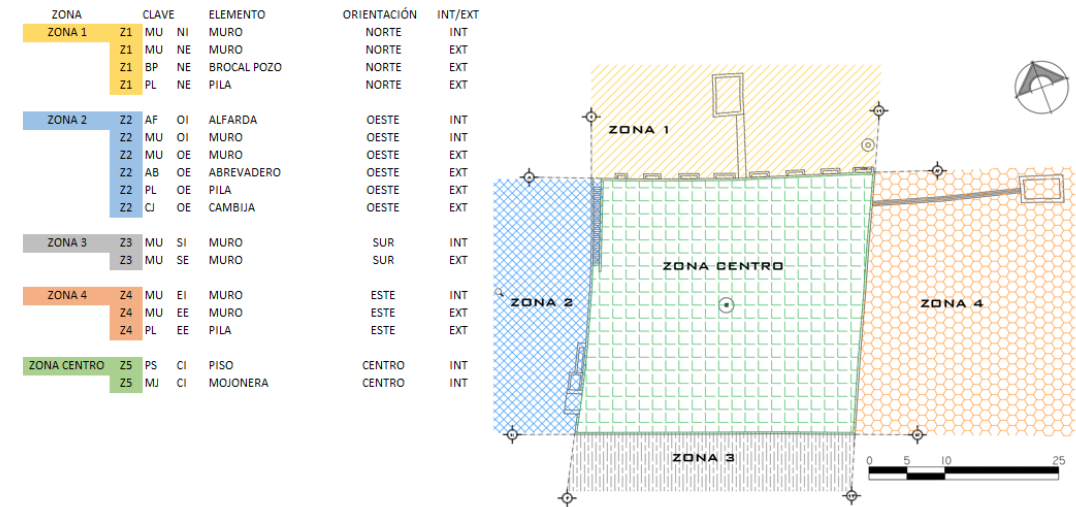 ZONA CLAVE ELEMENTO ORIENTACIÓN INT/EXT
ZONA 1 Z1 MU NI MURO NORTE INT
Z1 MU NE MURO NORTE EXT
Z1 BP NE BROCAL POZO NORTE EXT
Z1 PL NE PILA NORTE EXT
ZONA 2 Z2 AF OI ALFARDA OESTE INT
Z2 MU OI MURO OESTE INT
Z2 MU OE MURO OESTE EXT
Z2 AB OE ABREVADERO OESTE EXT
Z2 PL OE PILA OESTE EXT
Z2 CJ OE CAMBIJA OESTE EXT
ZONA 3 Z3 MU SI MURO SUR INT
Z3 MU SE MURO SUR EXT
ZONA 4 Z4 MU EI MURO ESTE INT
Z4 MU EE MURO ESTE EXT
Z4 PL EE PILA ESTE EXT
ZONA CENTRO Z5 PS CI PISO CENTRO INT
Z5 MJ CI MOJONERA CENTRO INT
ZONA 1
ZONA CENTRO
ZONA 2
ZONA 4
ZONA 3
0 5 10 25